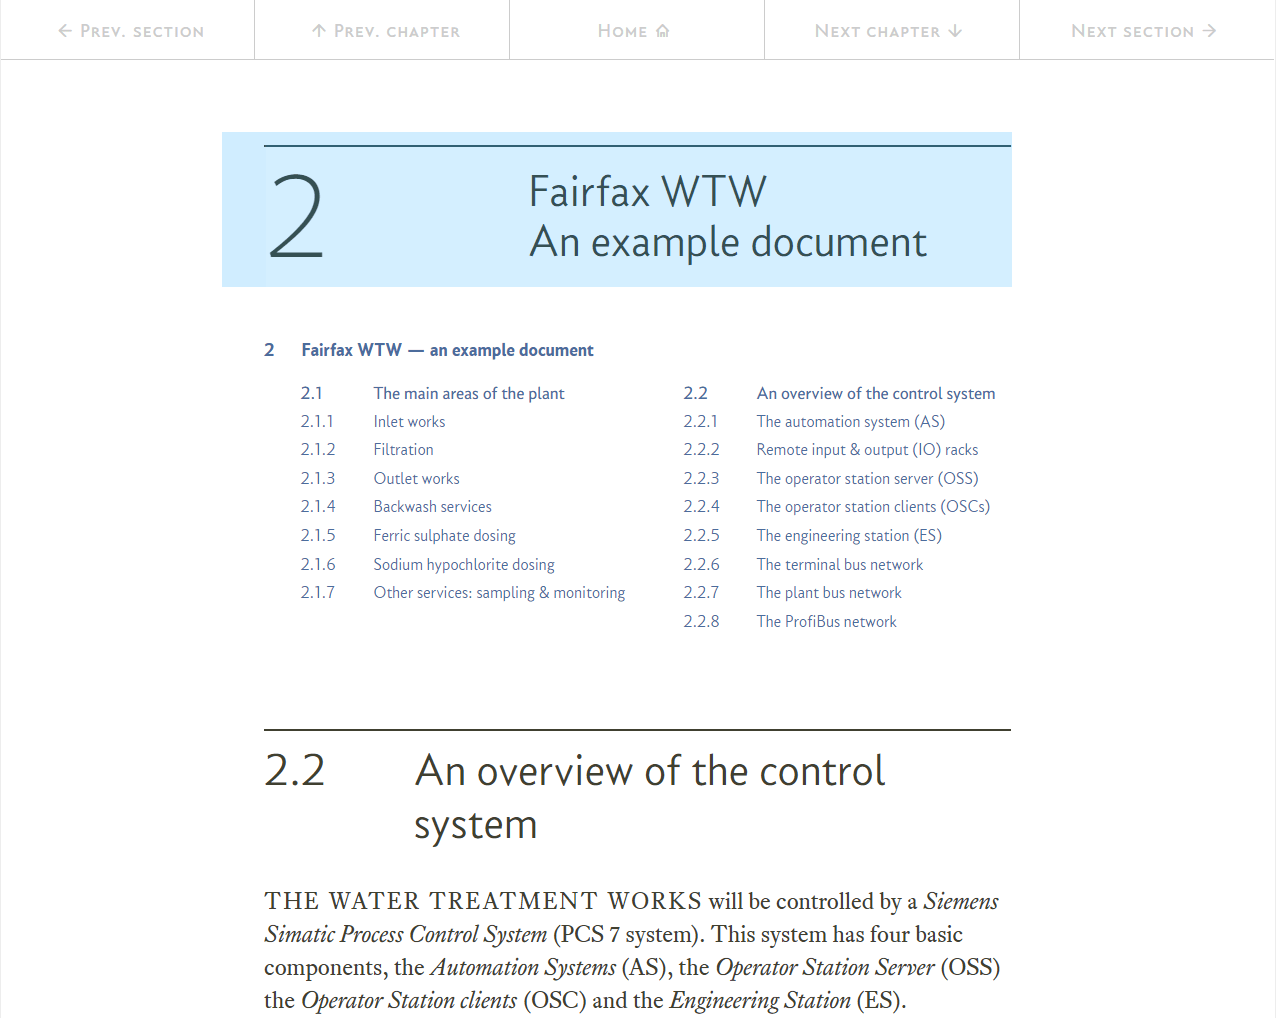 ← Prev. section ↑ Prev. chapter Home Next chapter ↓ Next section →
2 Fairfax WTW
An example document
2 Fairfax WTW — an example document
2.1 The main areas of the plant
2.1.1 Inlet works
2.1.2 Filtration
2.1.3 Outlet works
2.1.4 Backwash services
2.1.5 Ferric sulphate dosing
2.1.6 Sodium hypochlorite dosing
2.1.7 Other services: sampling & monitoring
2.2 An overview of the control system
2.2.1 The automation system (AS)
2.2.2 Remote input & output (IO) racks
2.2.3 The operator station server (OSS)
2.2.4 The operator station clients (OSCs)
2.2.5 The engineering station (ES)
2.2.6 The terminal bus network
2.2.7 The plant bus network
2.2.8 The ProfiBus network
2.2 An overview of the control
system
THE WATER TREATMENT WORKS will be controlled by a Siemens
Simatic Process Control System (PCS 7 system). This system has four basic
components, the Automation Systems (AS), the Operator Station Server (OSS)
the Operator Station clients (OSC) and the Engineering Station (ES).